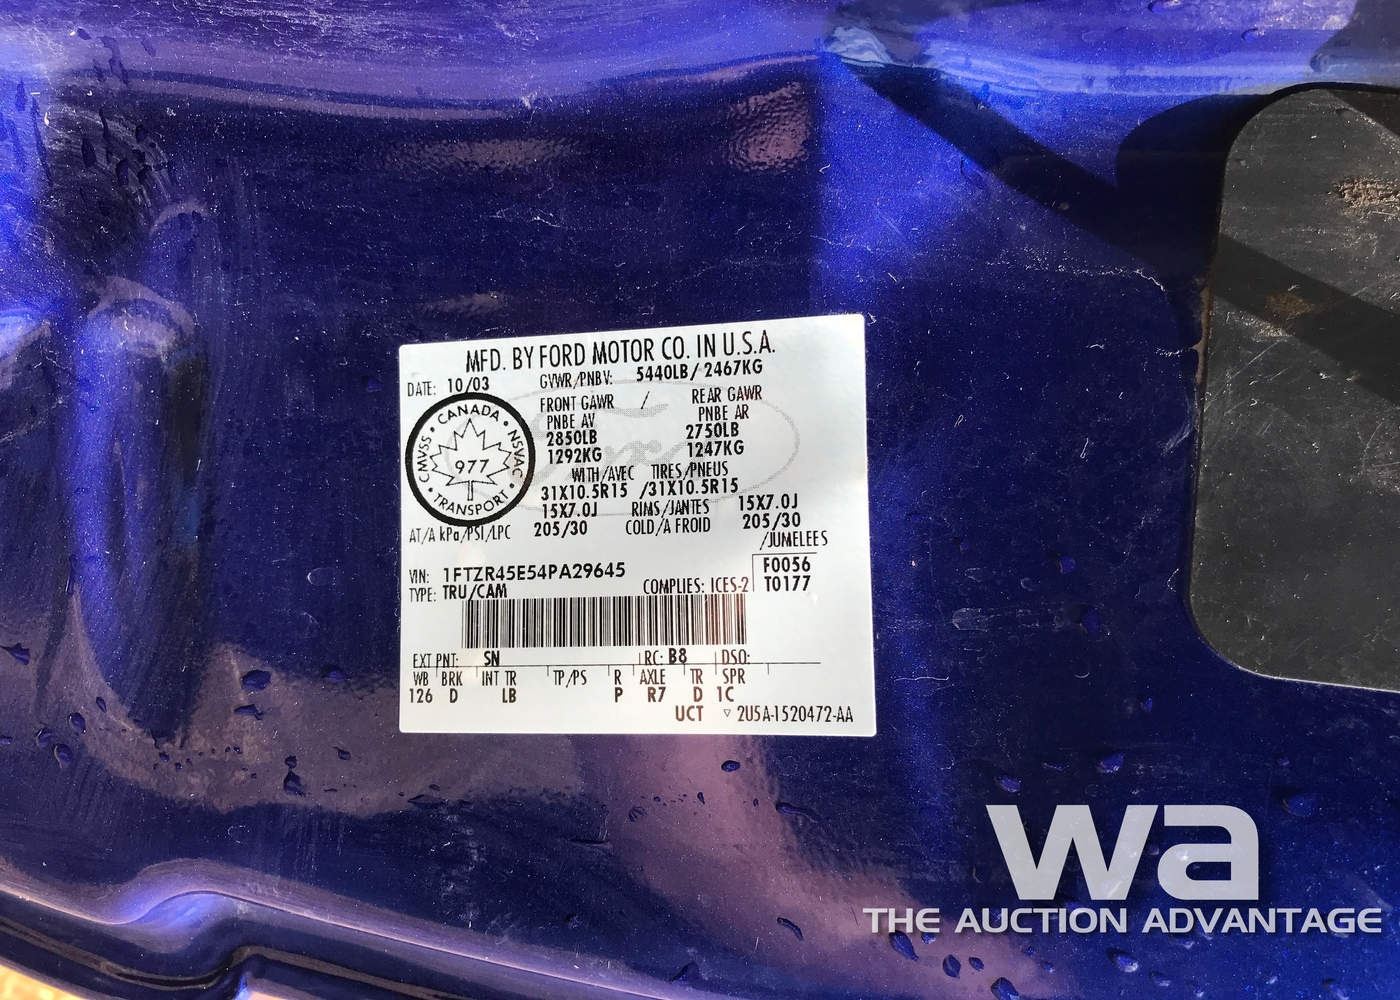 MFD. BY FORD MOTOR CO. IN U.S.A.
DATE: 10/03 GVWR/PNBV: 5440LB/ 2467KG
FRONT GAWR / REAR GAWR
PNBE AV PNBE AR
2850LB 2750LB
1292KG 1247KG
CANADA • NSVAC • TRANSPORT • CMVSS •
977
Ford
WITH/AVEC TIRES/PNEUS
31X10.5R15 /31X10.5R15
15X7.0J RIMS/JANTES 15X7.0J
AT/A kPa/PSI/LPC 205/30 COLD/A FROID 205/30
/JUMELEES
VIN: 1FTZR45E54PA29645 F0056
TYPE: TRU/CAM COMPLIES: ICES-2 T0177
EXT PNT: SN RC: B8 DSO:
WB BRK INT TR TP/PS R AXLE TR SPR
126 D LB P R7 D 1C
UCT ▽ 2U5A-1520472-AA
wa
THE AUCTION ADVANTAGE